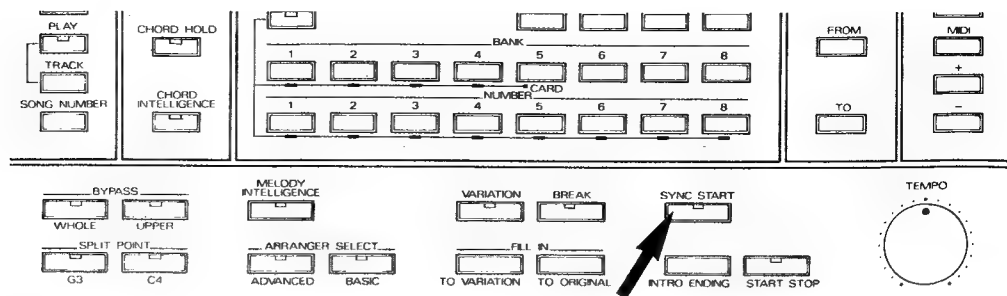 PLAY
CHORD HOLD
FROM
MIDI
BANK
1 2 3 4 5 6 7 8
TRACK
+
CARD
SONG NUMBER
CHORD
INTELLIGENCE
NUMBER
1 2 3 4 5 6 7 8
TO
−
BYPASS
MELODY
INTELLIGENCE
VARIATION
BREAK
SYNC START
TEMPO
WHOLE
UPPER
SPLIT POINT
ARRANGER SELECT
FILL IN
G3
C4
ADVANCED
BASIC
TO VARIATION
TO ORIGINAL
INTRO ENDING
START STOP